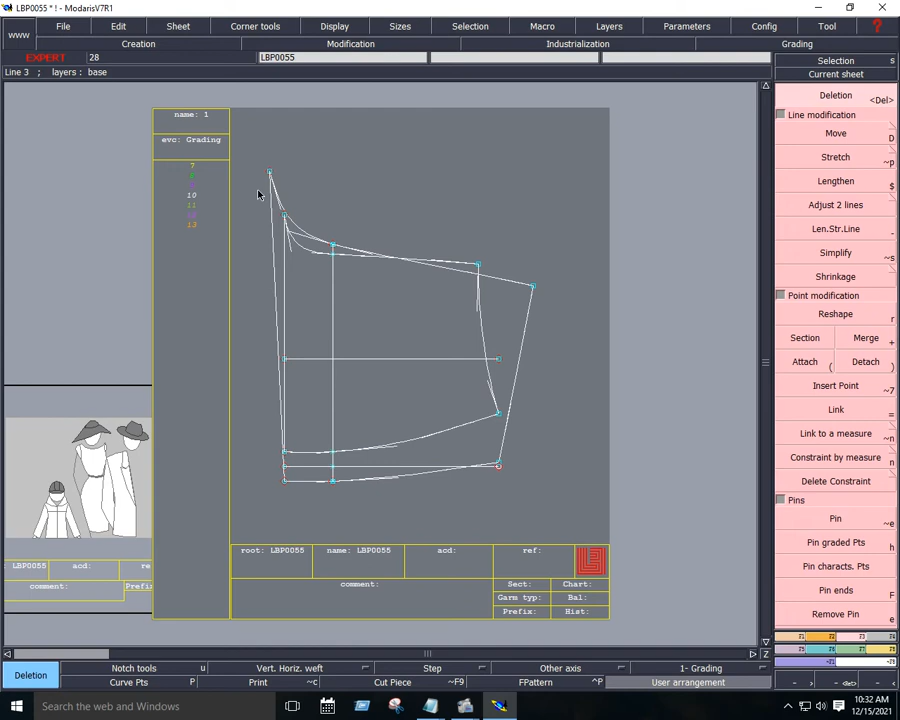 LBP0055 * ! - ModarisV7R1
www
File Edit Sheet Corner tools Display Sizes Selection Macro Layers Parameters Config Tool ?
Creation Modification Industrialization Grading
EXPERT 28 LBP0055
Line 3 ; layers : base
Selection s
Current sheet
Deletion <Del>
Line modification
Move D
Stretch ~p
Lengthen $
Adjust 2 lines
Len.Str.Line -
Simplify ~s
Shrinkage
Point modification
Reshape r
Section Merge +
Attach ( Detach )
Insert Point ~7
Link =
Link to a measure ~n
Constraint by measure n
Delete Constraint
Pins
Pin ~e
Pin graded Pts h
Pin characts. Pts
Pin ends F
Remove Pin e
name: 1
evc: Grading
7
10
11
13
root: LBP0055 name: LBP0055 acd: ref:
comment:
Sect: Chart:
Garm typ: Bal:
Prefix: Hist:
LBP0055 acd: re
comment: Prefix
Z
Deletion
Notch tools u Vert. Horiz. weft Step Other axis 1- Grading
Curve Pts P Print ~c Cut Piece ~F9 FPattern ^P User arrangement
Search Windows
10:32 AM
12/15/2021